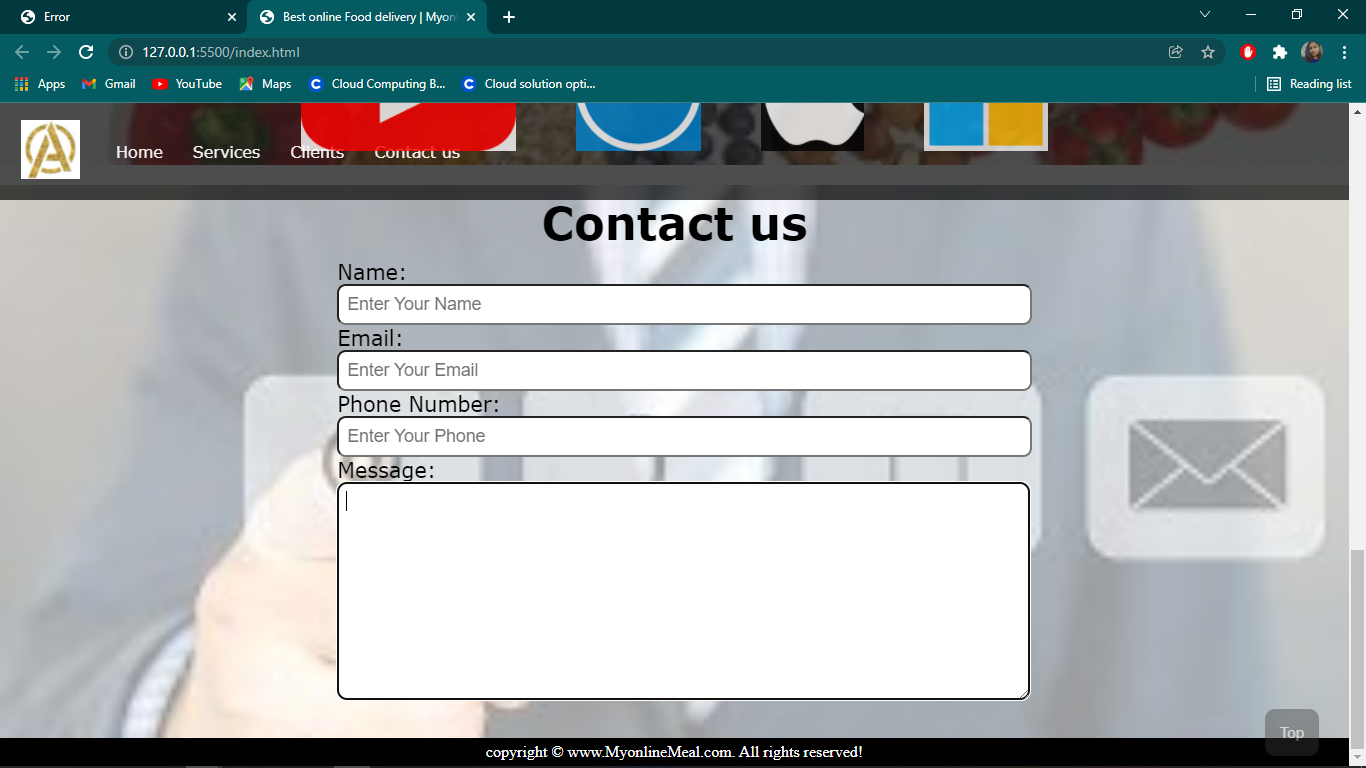 Error
Best online Food delivery | Myonl
127.0.0.1:5500/index.html
Apps Gmail YouTube Maps Cloud Computing B... Cloud solution opti... Reading list
Home Services Clients Contact us
Contact us
Name:
Enter Your Name
Email:
Enter Your Email
Phone Number:
Enter Your Phone
Message:
Top
copyright © www.MyonlineMeal.com. All rights reserved!